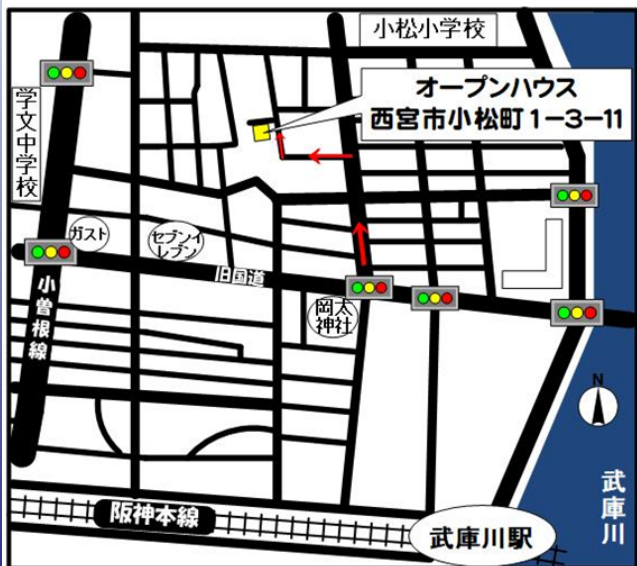 小松小学校
オープンハウス
西宮市小松町1-3-11
学文中学校
ガスト
セブンイ
レブン
旧国道
岡太
神社
小曽根線
N
武庫川
阪神本線
武庫川駅